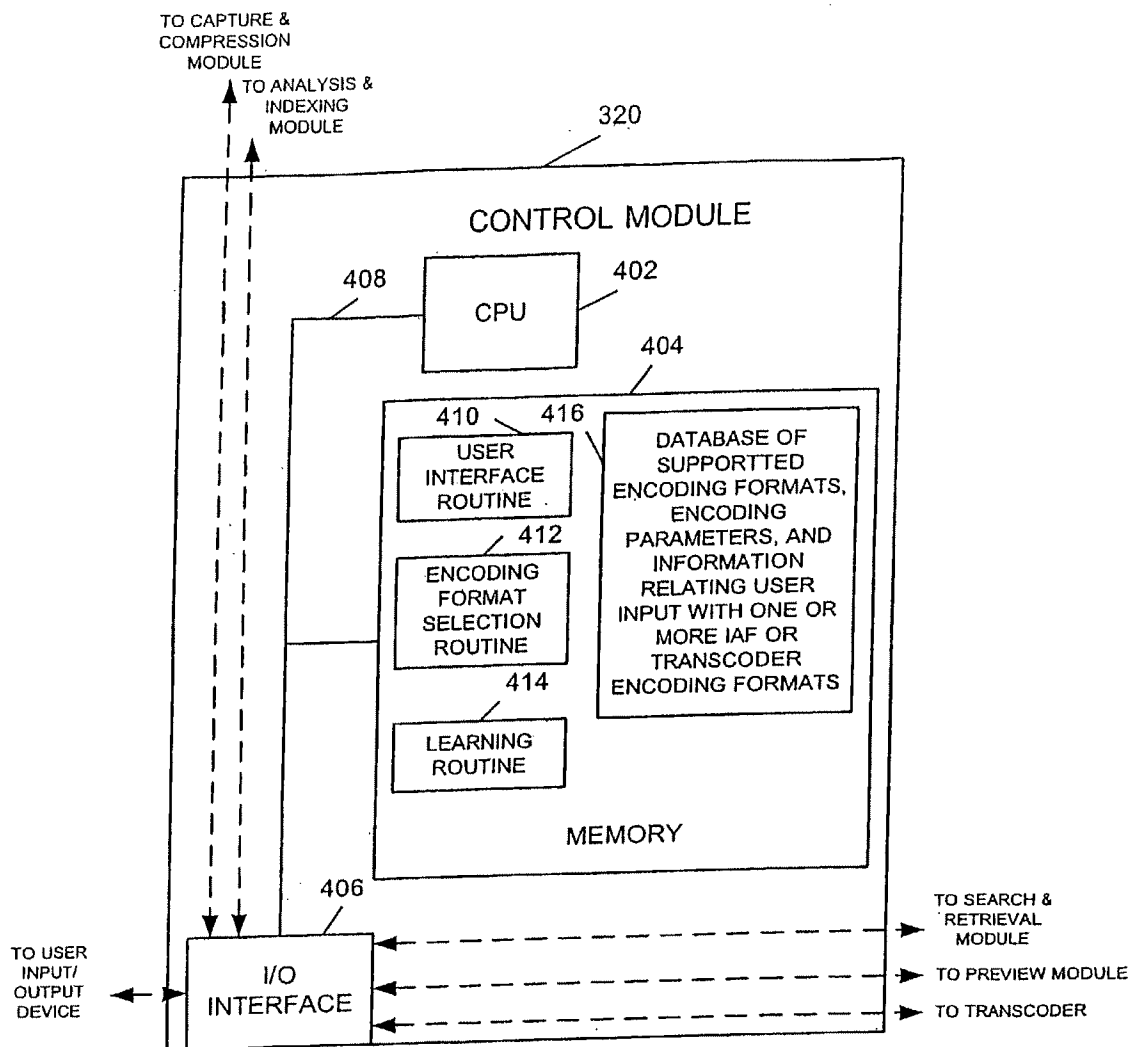 TO CAPTURE &
COMPRESSION
MODULE
TO ANALYSIS &
INDEXING
MODULE
320
CONTROL MODULE
408
CPU
402
404
410
USER
INTERFACE
ROUTINE
416
DATABASE OF
SUPPORTTED
ENCODING FORMATS,
ENCODING
PARAMETERS, AND
INFORMATION
RELATING USER
INPUT WITH ONE OR
MORE IAF OR
TRANSCODER
ENCODING FORMATS
412
ENCODING
FORMAT
SELECTION
ROUTINE
414
LEARNING
ROUTINE
MEMORY
406
TO USER
INPUT/
OUTPUT
DEVICE
I/O
INTERFACE
TO SEARCH &
RETRIEVAL
MODULE
TO PREVIEW MODULE
TO TRANSCODER